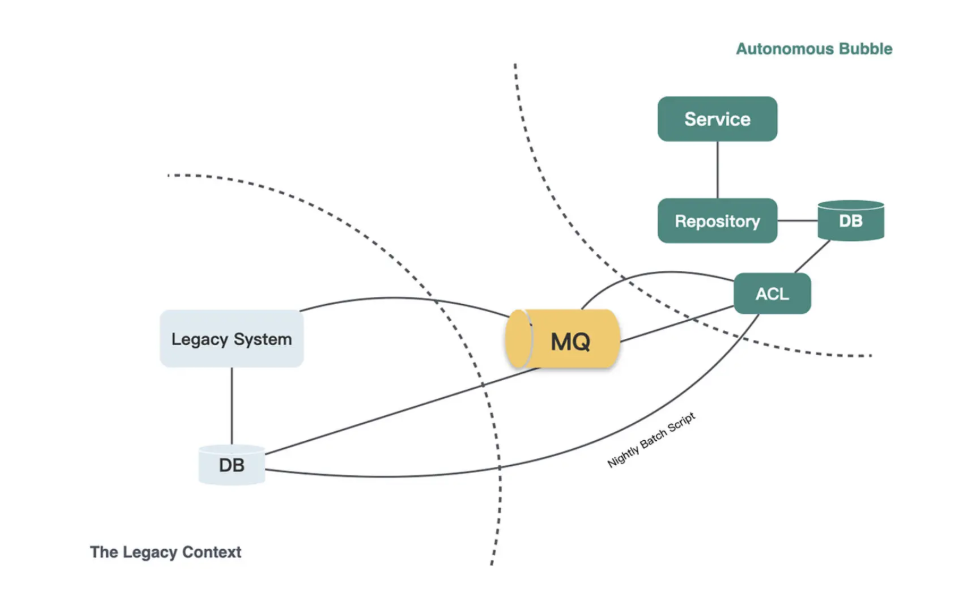 Autonomous Bubble
Service
Repository
DB
ACL
Legacy System
MQ
Nightly Batch Script
DB
The Legacy Context